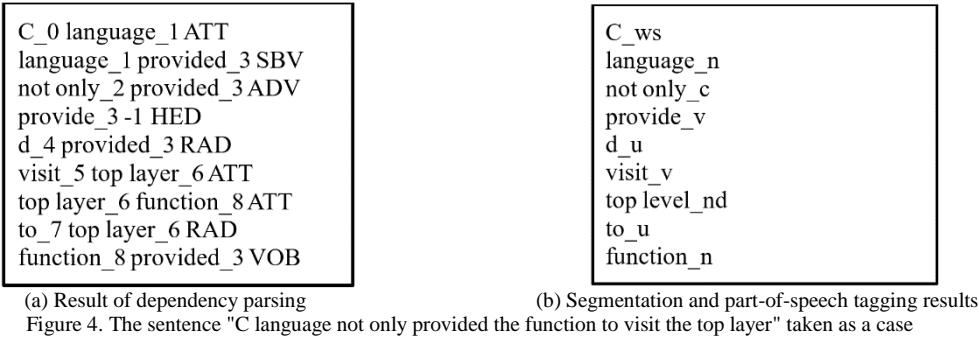 C_0 language_1 ATT
language_1 provided_3 SBV
not only_2 provided_3 ADV
provide_3 -1 HED
d_4 provided_3 RAD
visit_5 top layer_6 ATT
top layer_6 function_8 ATT
to_7 top layer_6 RAD
function_8 provided_3 VOB
C_ws
language_n
not only_c
provide_v
d_u
visit_v
top level_nd
to_u
function_n
(a) Result of dependency parsing
(b) Segmentation and part-of-speech tagging results
Figure 4. The sentence "C language not only provided the function to visit the top layer" taken as a case